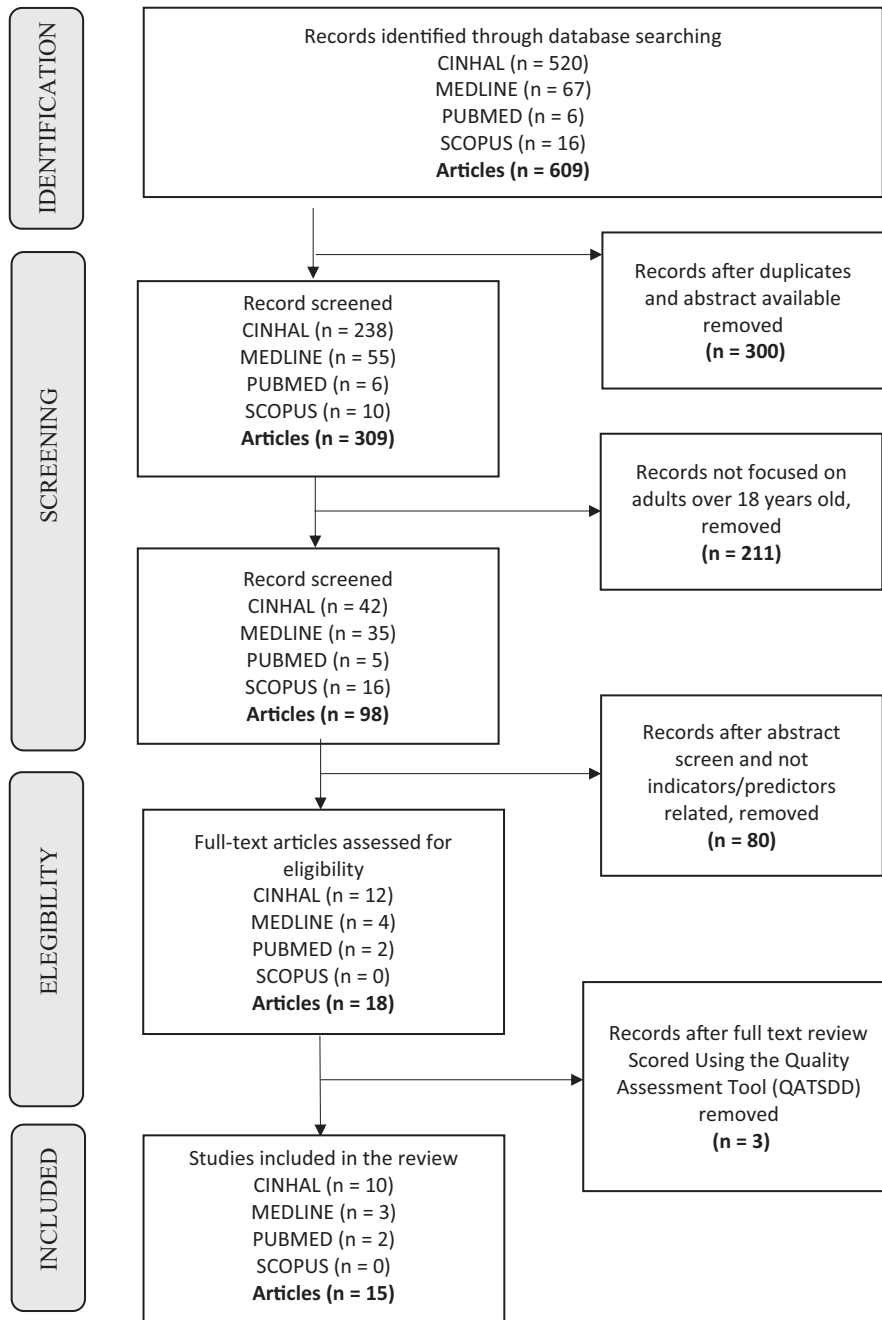 IDENTIFICATION
Records identified through database searching
CINHAL (n = 520)
MEDLINE (n = 67)
PUBMED (n = 6)
SCOPUS (n = 16)
Articles (n = 609)
SCREENING
Records after duplicates
and abstract available
removed
(n = 300)
Record screened
CINHAL (n = 238)
MEDLINE (n = 55)
PUBMED (n = 6)
SCOPUS (n = 10)
Articles (n = 309)
Records not focused on
adults over 18 years old,
removed
(n = 211)
Record screened
CINHAL (n = 42)
MEDLINE (n = 35)
PUBMED (n = 5)
SCOPUS (n = 16)
Articles (n = 98)
Records after abstract
screen and not
indicators/predictors
related, removed
(n = 80)
ELEGIBILITY
Full-text articles assessed for
eligibility
CINHAL (n = 12)
MEDLINE (n = 4)
PUBMED (n = 2)
SCOPUS (n = 0)
Articles (n = 18)
Records after full text review
Scored Using the Quality
Assessment Tool (QATSDD)
removed
(n = 3)
INCLUDED
Studies included in the review
CINHAL (n = 10)
MEDLINE (n = 3)
PUBMED (n = 2)
SCOPUS (n = 0)
Articles (n = 15)